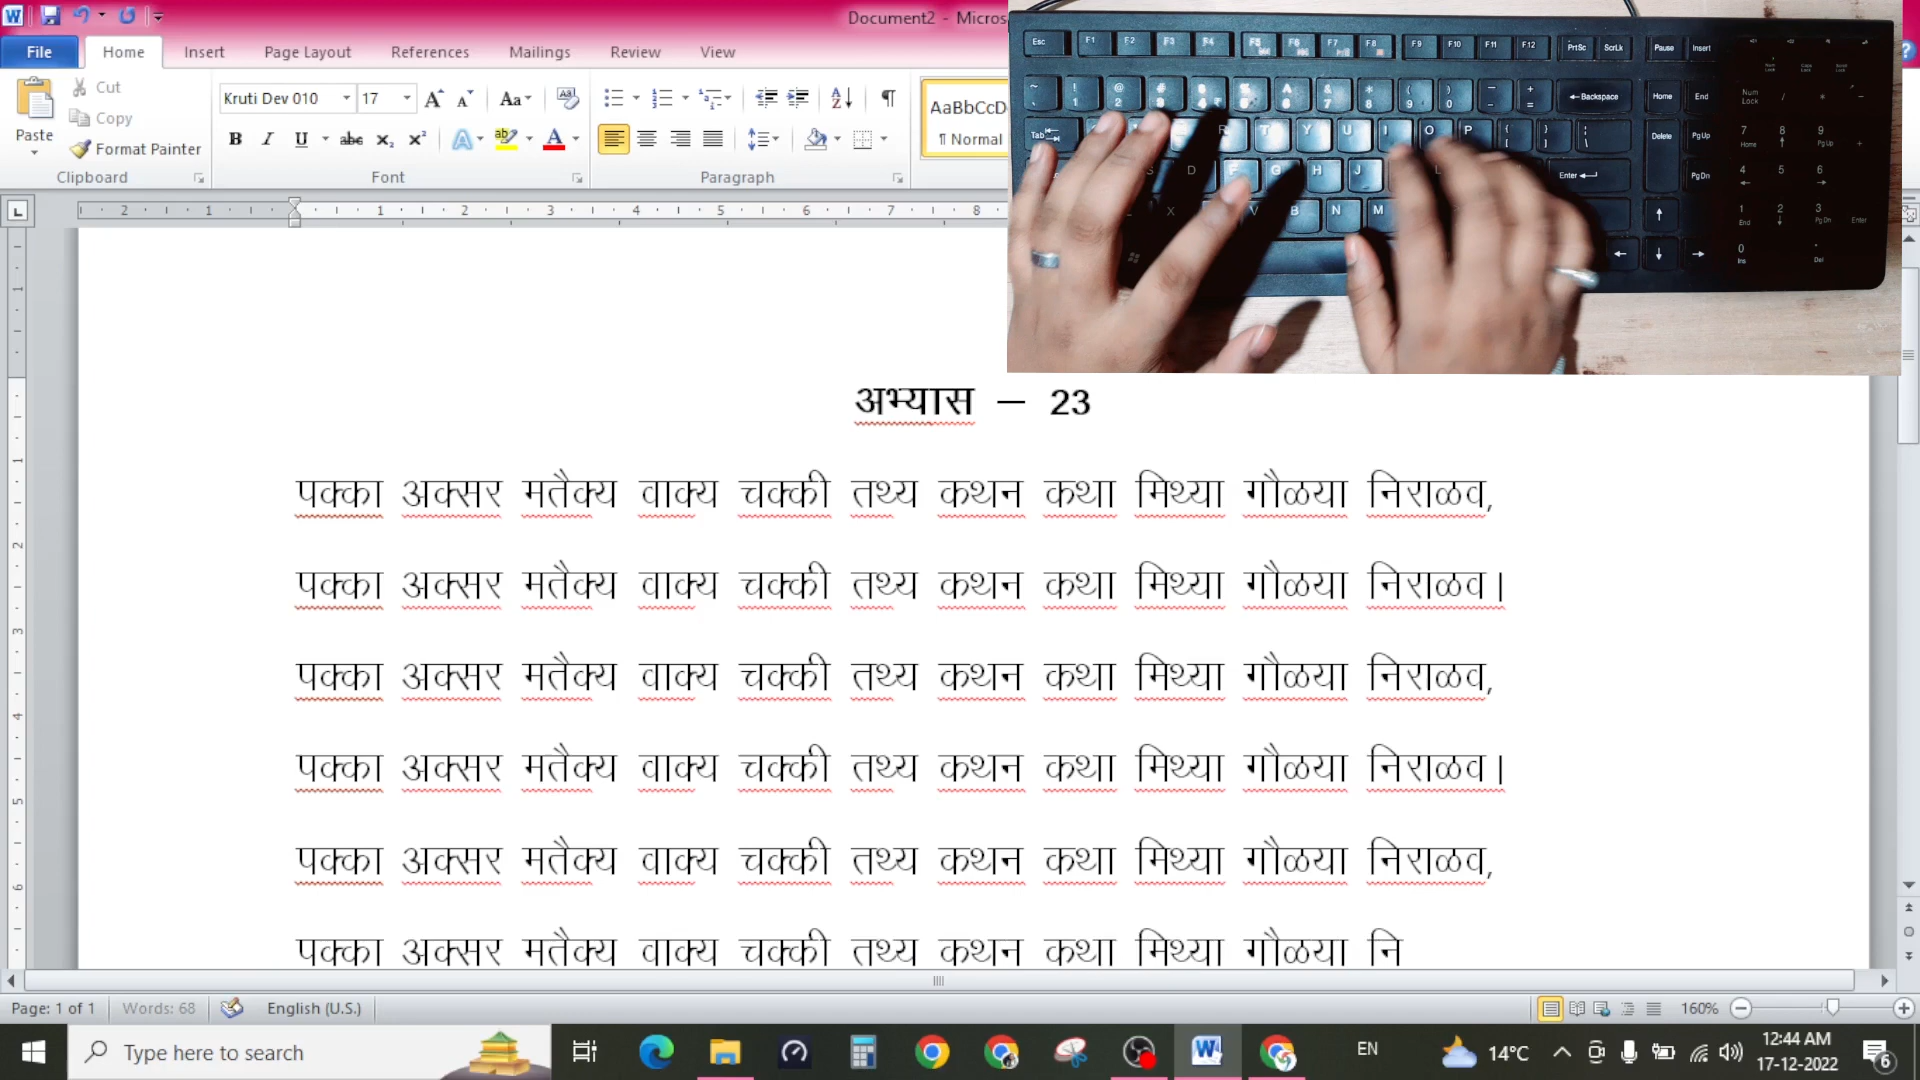 Document2 - Micros
File Home Insert Page Layout References Mailings Review View
Cut
Copy
Format Painter
Paste
Kruti Dev 010 17
AaBbCcD
¶ Normal
Clipboard Font Paragraph
अभ्यास – 23
पक्का अक्सर मतैक्य वाक्य चक्की तथ्य कथन कथा मिथ्या गौळया निराळव,
पक्का अक्सर मतैक्य वाक्य चक्की तथ्य कथन कथा मिथ्या गौळया निराळव।
पक्का अक्सर मतैक्य वाक्य चक्की तथ्य कथन कथा मिथ्या गौळया निराळव,
पक्का अक्सर मतैक्य वाक्य चक्की तथ्य कथन कथा मिथ्या गौळया निराळव।
पक्का अक्सर मतैक्य वाक्य चक्की तथ्य कथन कथा मिथ्या गौळया निराळव,
पक्का अक्सर मतैक्य वाक्य चक्की तथ्य कथन कथा मिथ्या गौळया नि
Page: 1 of 1 Words: 68 English (U.S.) 160%
Type here to search
EN 14°C 12:44 AM
17-12-2022
6